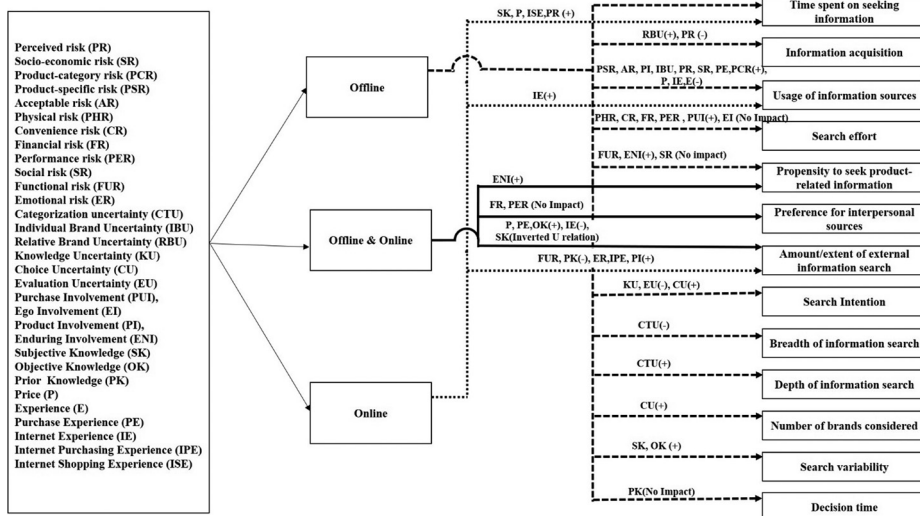 Perceived risk (PR)
Socio-economic risk (SR)
Product-category risk (PCR)
Product-specific risk (PSR)
Acceptable risk (AR)
Physical risk (PHR)
Convenience risk (CR)
Financial risk (FR)
Performance risk (PER)
Social risk (SR)
Functional risk (FUR)
Emotional risk (ER)
Categorization uncertainty (CTU)
Individual Brand Uncertainty (IBU)
Relative Brand Uncertainty (RBU)
Knowledge Uncertainty (KU)
Choice Uncertainty (CU)
Evaluation Uncertainty (EU)
Purchase Involvement (PUI),
Ego Involvement (EI)
Product Involvement (PI),
Enduring Involvement (ENI)
Subjective Knowledge (SK)
Objective Knowledge (OK)
Prior Knowledge (PK)
Price (P)
Experience (E)
Purchase Experience (PE)
Internet Experience (IE)
Internet Purchasing Experience (IPE)
Internet Shopping Experience (ISE)
Offline
Offline & Online
Online
SK, P, ISE,PR (+)
RBU(+), PR (-)
PSR, AR, PI, IBU, PR, SR, PE,PCR(+),
P, IE,E(-)
IE(+)
PHR, CR, FR, PER , PUI(+), EI (No Impact)
FUR, ENI(+), SR (No impact)
ENI(+)
FR, PER (No Impact)
P, PE,OK(+), IE(-),
SK(Inverted U relation)
FUR, PK(-), ER,IPE, PI(+)
KU, EU(-), CU(+)
CTU(-)
CTU(+)
CU(+)
SK, OK (+)
PK(No Impact)
Time spent on seeking
information
Information acquisition
Usage of information sources
Search effort
Propensity to seek product-
related information
Preference for interpersonal
sources
Amount/extent of external
information search
Search Intention
Breadth of information search
Depth of information search
Number of brands considered
Search variability
Decision time